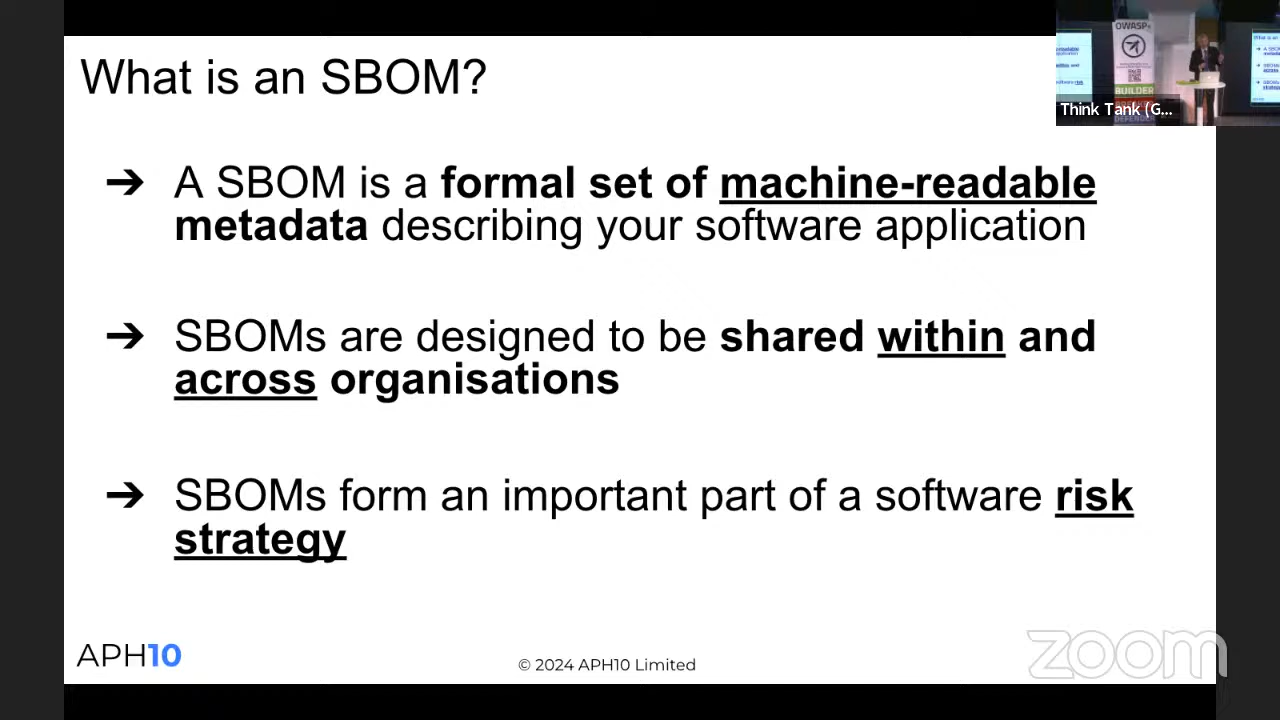 What is an SBOM?
➔ A SBOM is a formal set of machine-readable
metadata describing your software application
➔ SBOMs are designed to be shared within and
across organisations
➔ SBOMs form an important part of a software risk
strategy
APH10
© 2024 APH10 Limited
zoom
OWASP
BUILDER
Think Tank (G...